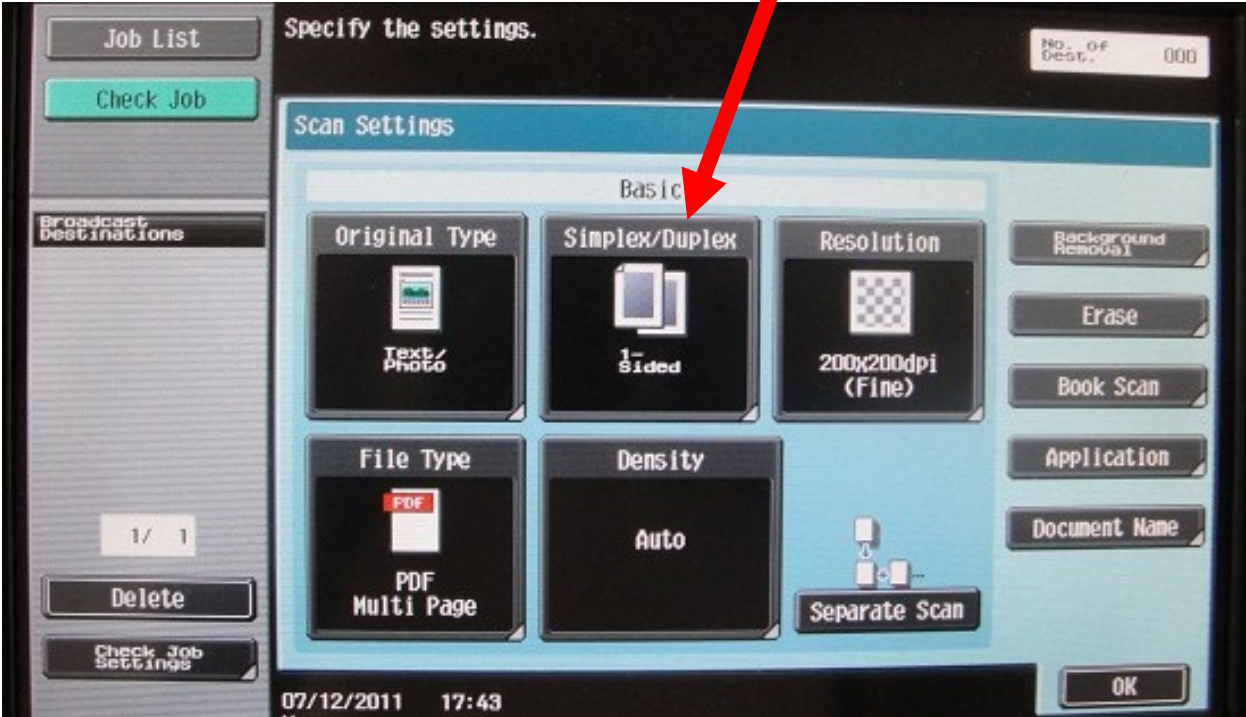 Job List
Check Job
Broadcast
Destinations
1/ 1
Delete
Check Job
Settings
Specify the settings.
No. of
Dest. 000
Scan Settings
Basic
Original Type
Text/
Photo
Simplex/Duplex
1-
Sided
Resolution
200X200dpi
(Fine)
File Type
PDF
PDF
Multi Page
Density
Auto
Separate Scan
Background
Removal
Erase
Book Scan
Application
Document Name
OK
07/12/2011 17:43